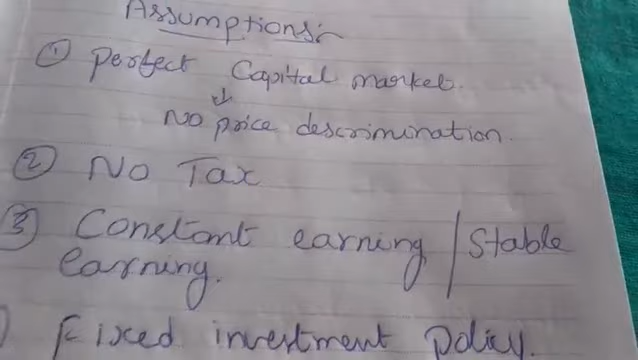 Assumptions:-
① Perfect Capital market.
↓
No price descrimination.
② No Tax
③ Constant earning / Stable
earning.
Fixed investment policy.